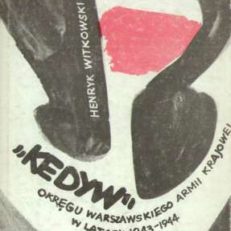 HENRYK WITKOWSKI
„KEDYW”
OKRĘGU WARSZAWSKIEGO ARMII KRAJOWEJ
W LATACH 1943-1944